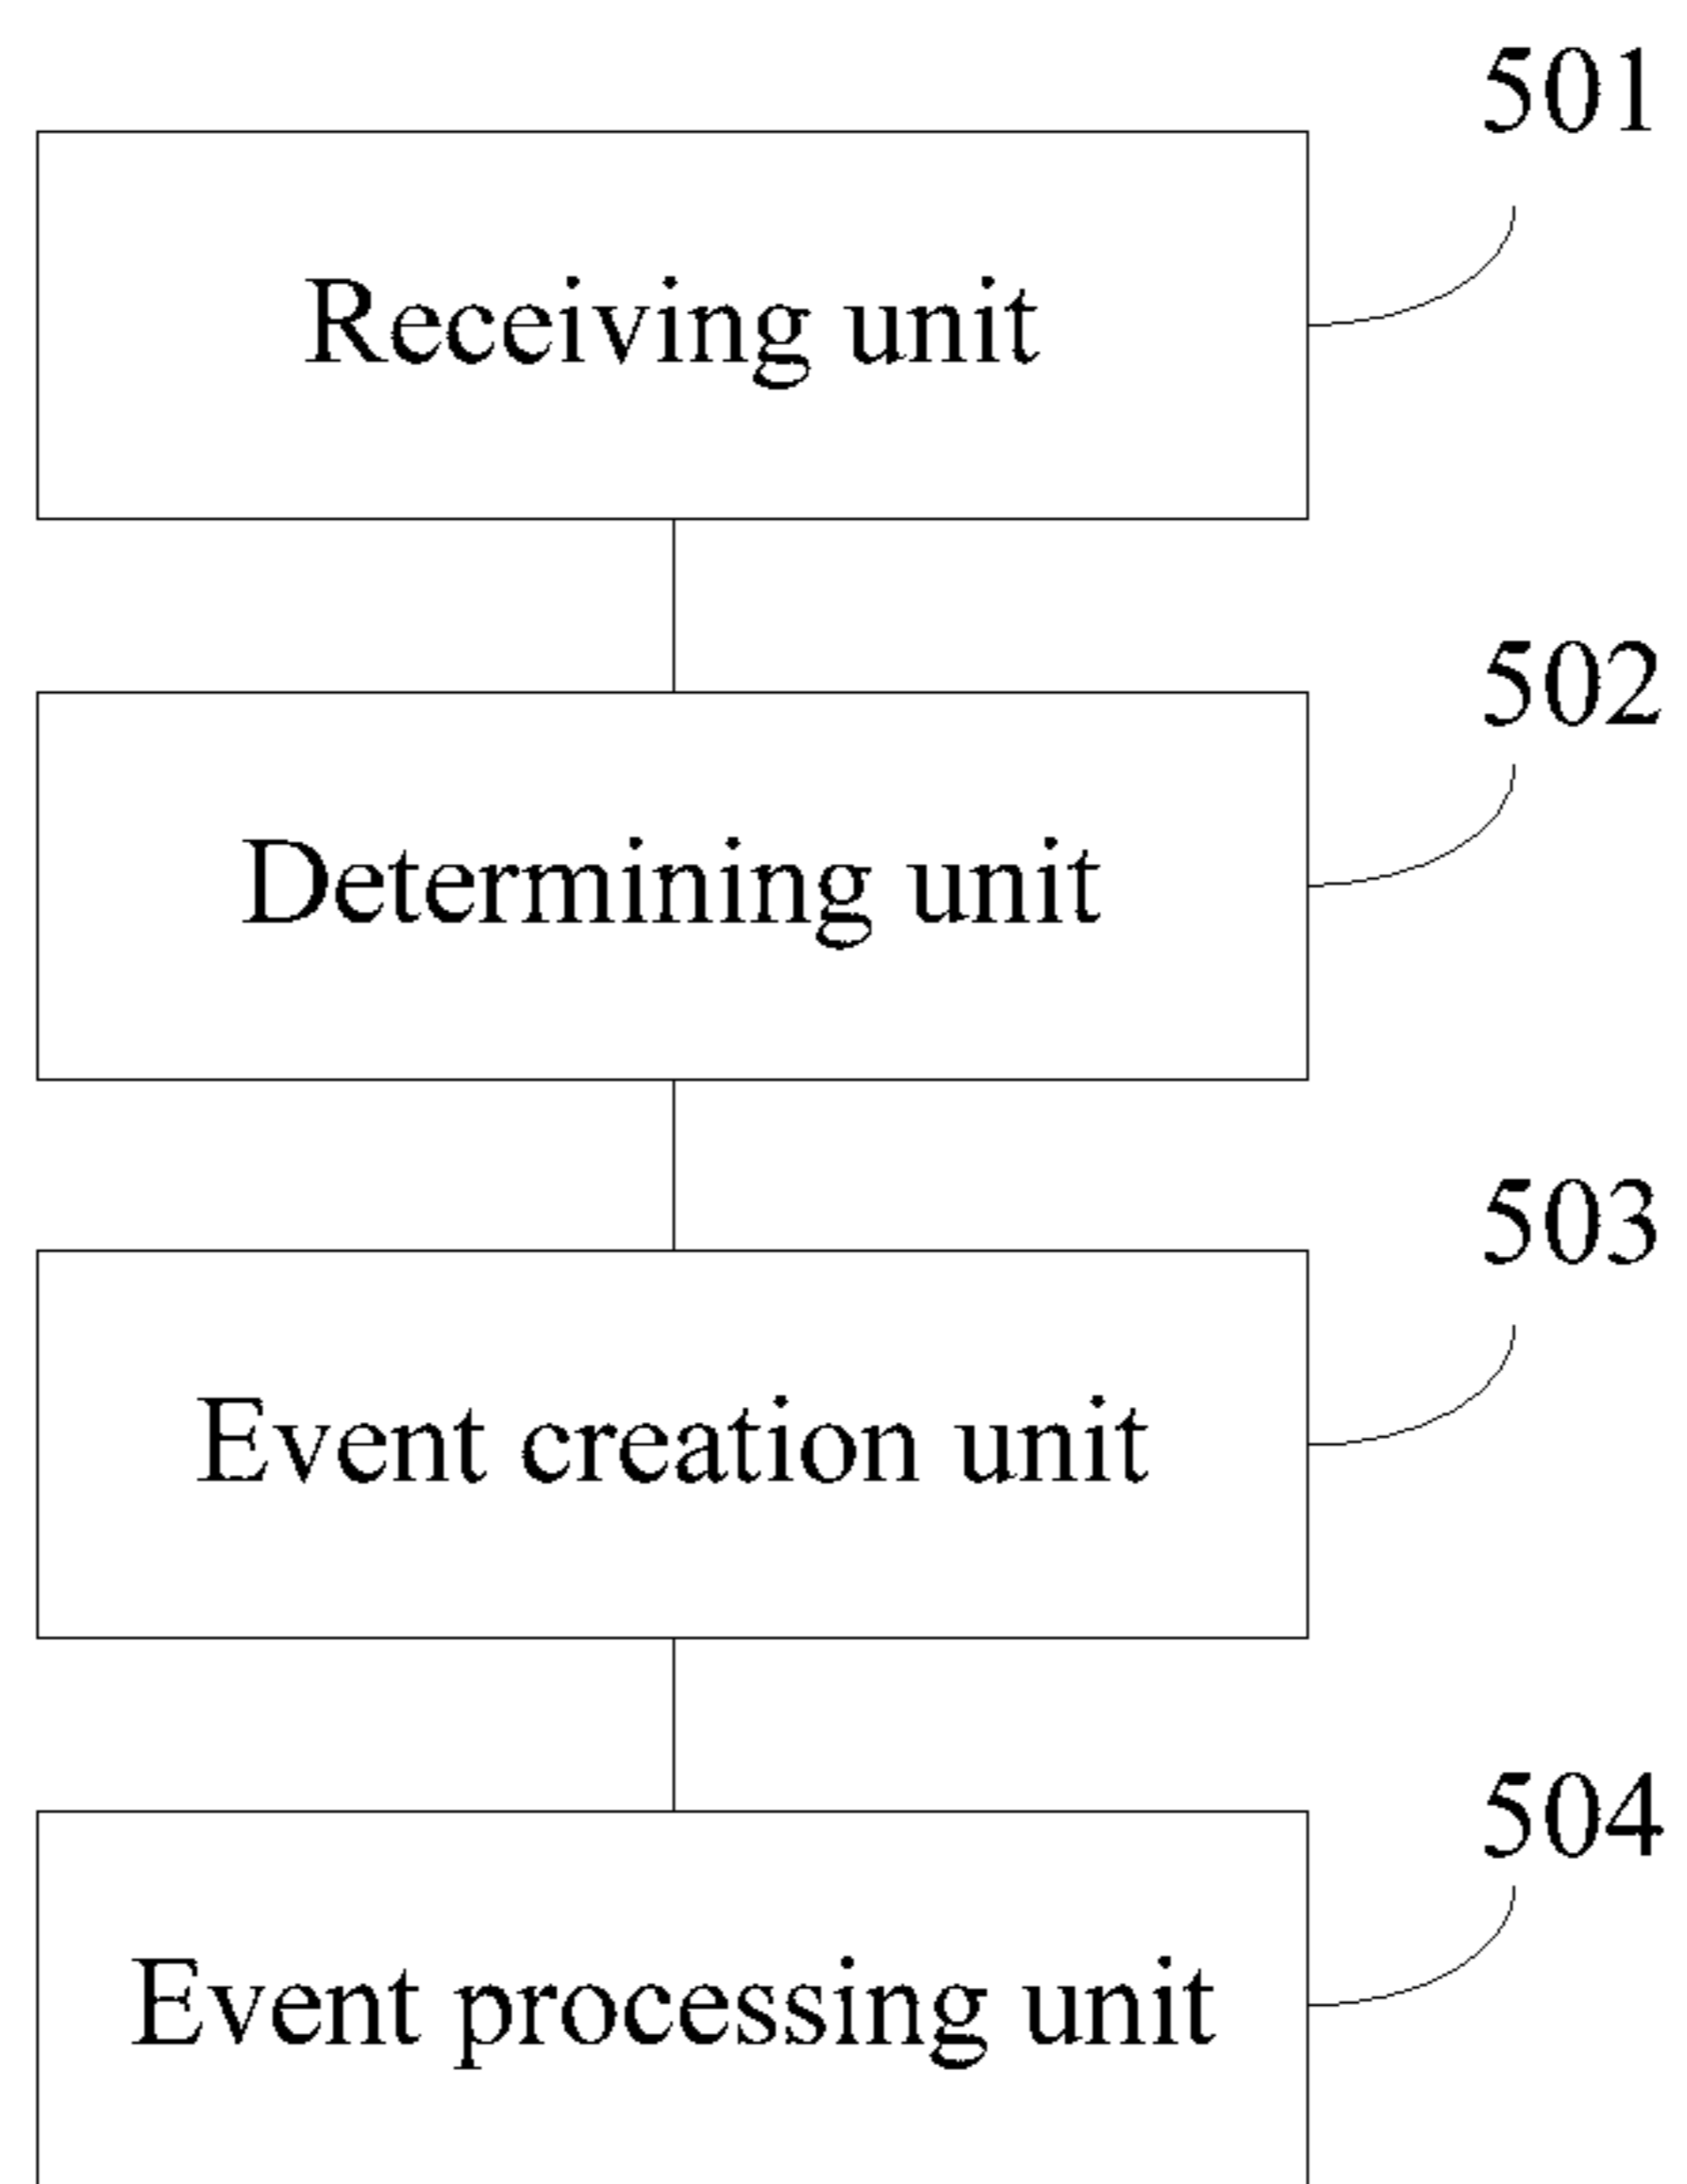 501
Receiving unit
502
Determining unit
503
Event creation unit
504
Event processing unit